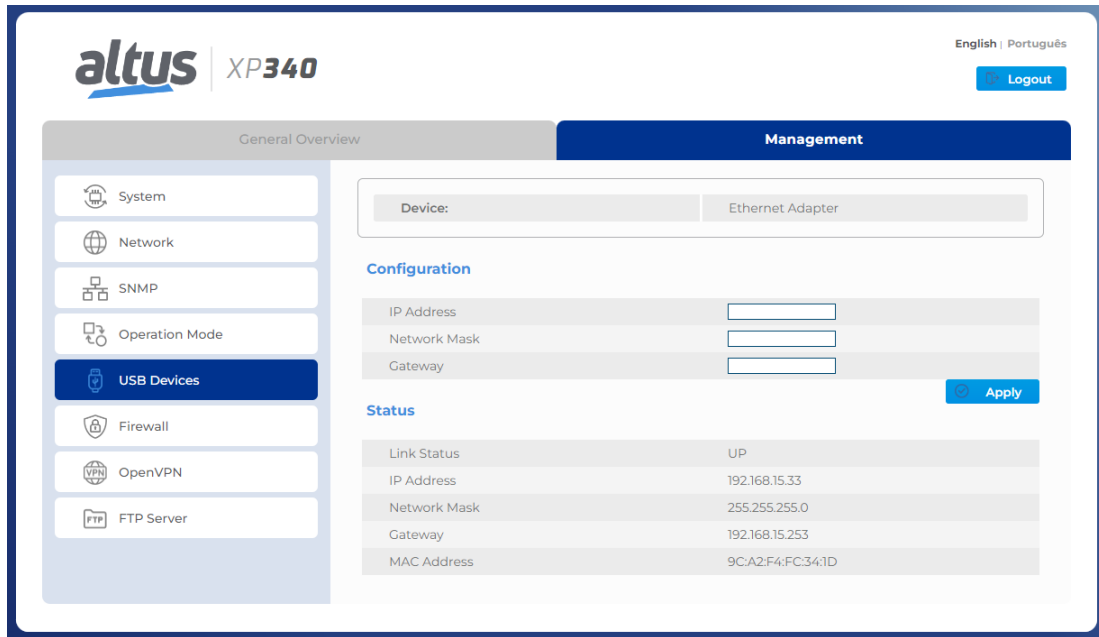 English | Português
altus XP340
Logout
General Overview
Management
System
Network
SNMP
Operation Mode
USB Devices
Firewall
VPN OpenVPN
FTP FTP Server
Device: Ethernet Adapter
Configuration
IP Address
Network Mask
Gateway
Apply
Status
Link Status UP
IP Address 192.168.15.33
Network Mask 255.255.255.0
Gateway 192.168.15.253
MAC Address 9C:A2:F4:FC:34:1D